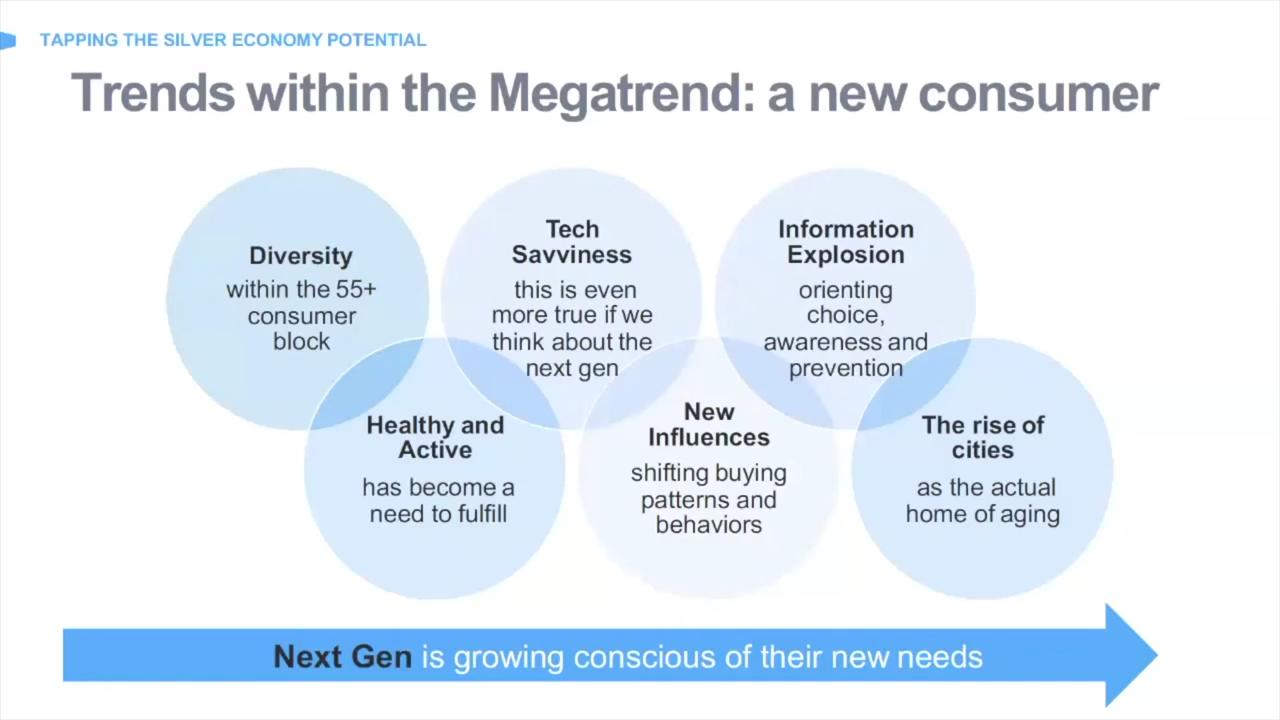 TAPPING THE SILVER ECONOMY POTENTIAL
Trends within the Megatrend: a new consumer
Diversity
within the 55+
consumer
block
Tech
Savviness
this is even
more true if we
think about the
next gen
Information
Explosion
orienting
choice,
awareness and
prevention
Healthy and
Active
has become a
need to fulfill
New
Influences
shifting buying
patterns and
behaviors
The rise of
cities
as the actual
home of aging
Next Gen is growing conscious of their new needs